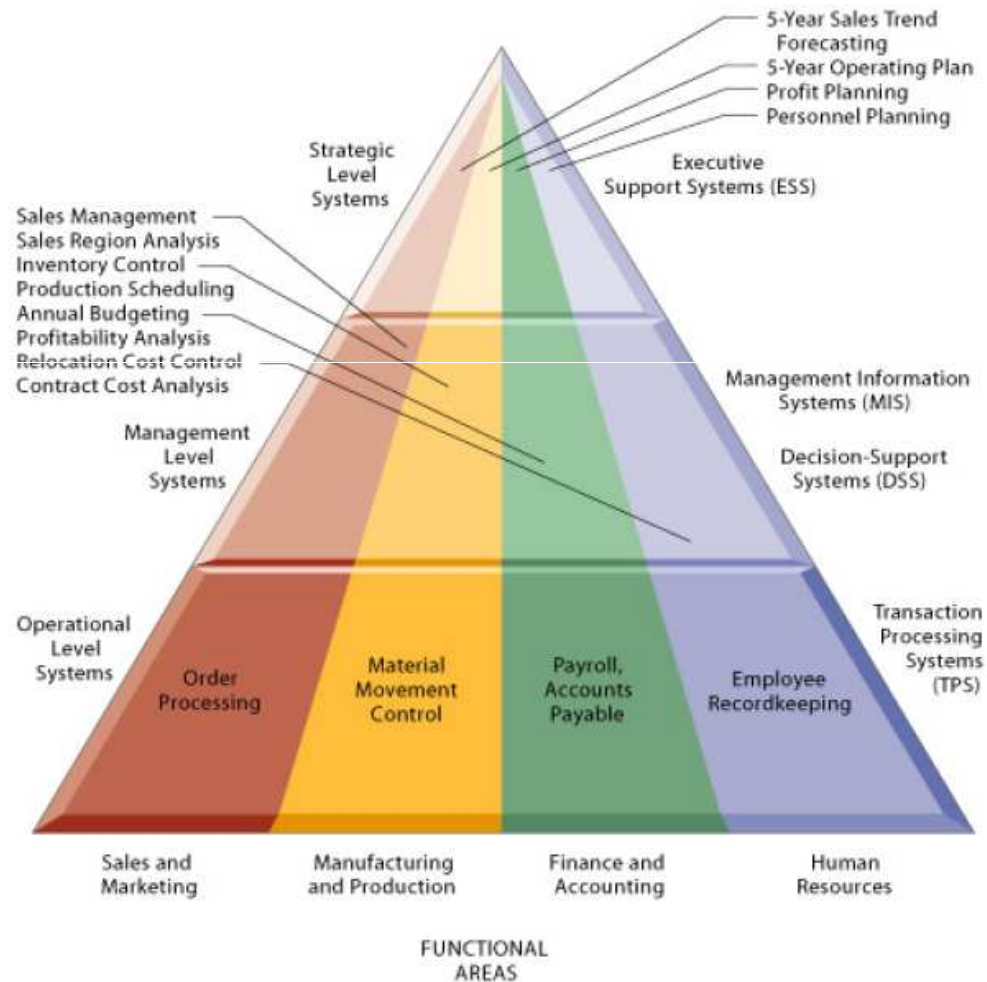 5-Year Sales Trend
Forecasting
5-Year Operating Plan
Profit Planning
Personnel Planning
Strategic
Level
Systems
Executive
Support Systems (ESS)
Sales Management
Sales Region Analysis
Inventory Control
Production Scheduling
Annual Budgeting
Profitability Analysis
Relocation Cost Control
Contract Cost Analysis
Management Information
Systems (MIS)
Management
Level
Systems
Decision-Support
Systems (DSS)
Operational
Level
Systems
Transaction
Processing
Systems
(TPS)
Order
Processing
Material
Movement
Control
Payroll,
Accounts
Payable
Employee
Recordkeeping
Sales and
Marketing
Manufacturing
and Production
Finance and
Accounting
Human
Resources
FUNCTIONAL
AREAS